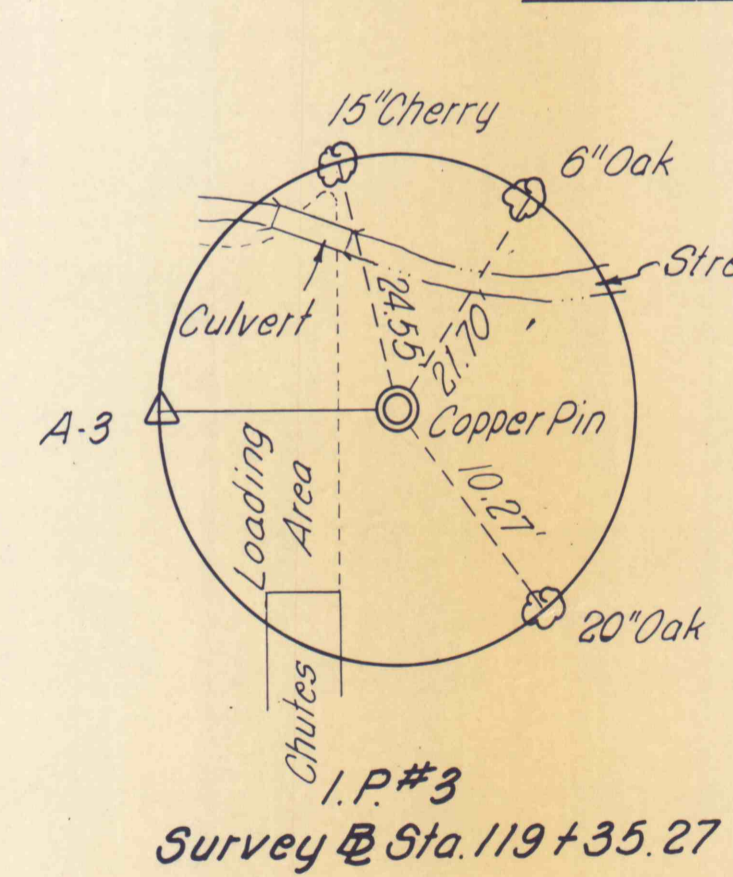 15"Cherry
6"Oak
Culvert
24.55
21.70
A-3
Copper Pin
Loading
Area
10.27'
20"Oak
Chutes
I.P.#3
Survey BL Sta. 119+35.27